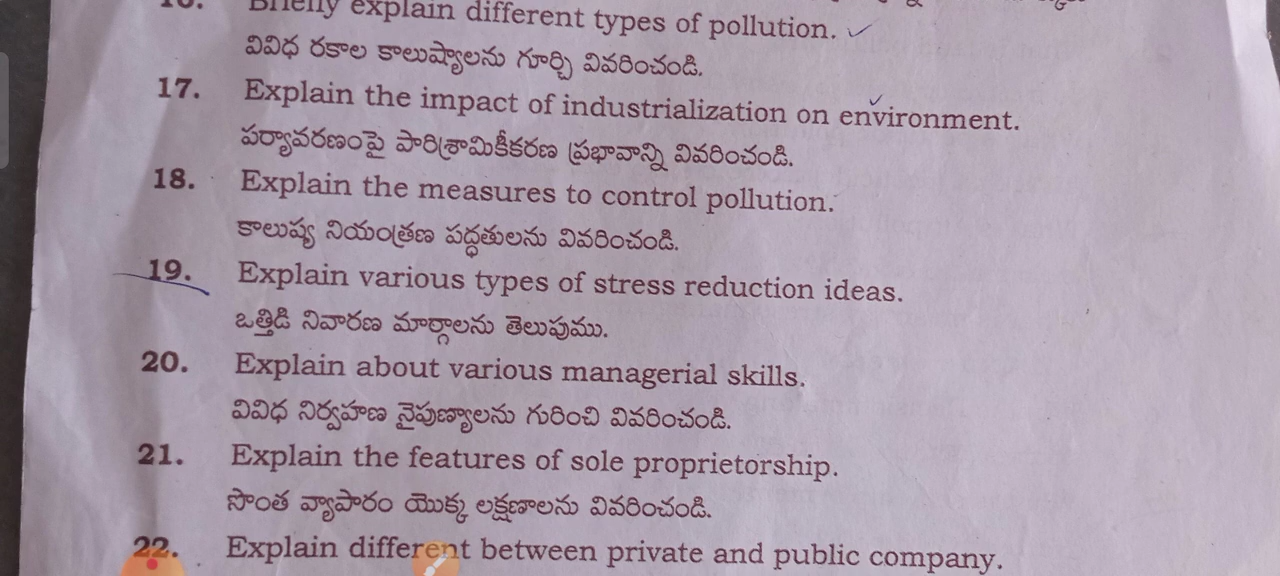 16. Briefly explain different types of pollution.
వివిధ రకాల కాలుష్యాలను గూర్చి వివరించండి.
17. Explain the impact of industrialization on environment.
పర్యావరణంపై పారిశ్రామికీకరణ ప్రభావాన్ని వివరించండి.
18. Explain the measures to control pollution.
కాలుష్య నియంత్రణ పద్ధతులను వివరించండి.
19. Explain various types of stress reduction ideas.
ఒత్తిడి నివారణ మార్గాలను తెలుపుము.
20. Explain about various managerial skills.
వివిధ నిర్వహణ నైపుణ్యాలను గురించి వివరించండి.
21. Explain the features of sole proprietorship.
సొంత వ్యాపారం యొక్క లక్షణాలను వివరించండి.
22. Explain different between private and public company.